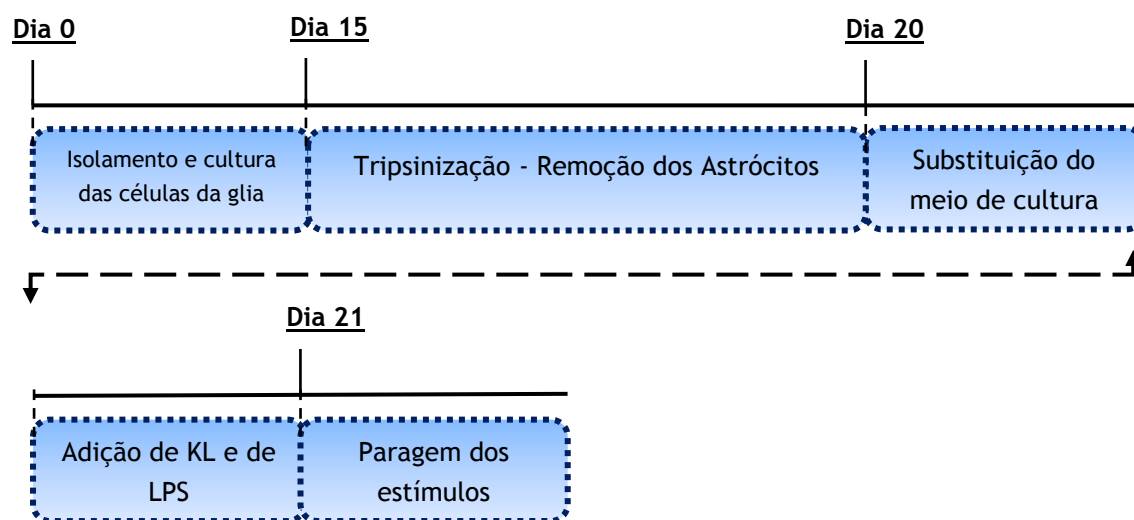 Dia 0
Dia 15
Dia 20
Isolamento e cultura
das células da glia
Tripsinização - Remoção dos Astrócitos
Substituição do
meio de cultura
Dia 21
Adição de KL e de
LPS
Paragem dos
estímulos